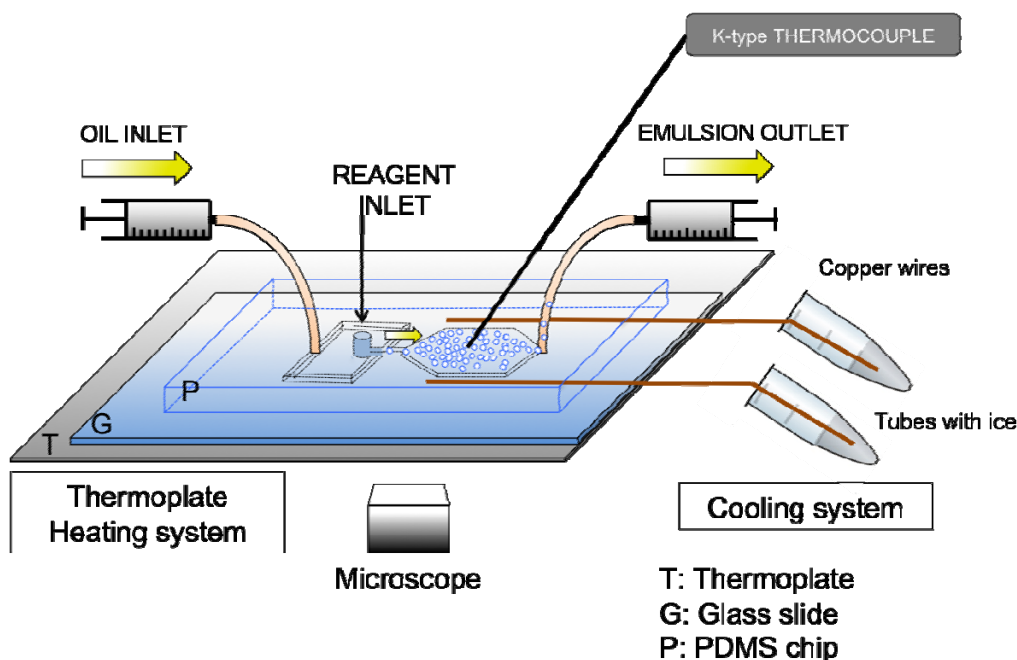 K-type THERMOCOUPLE
OIL INLET
EMULSION OUTLET
REAGENT
INLET
Copper wires
P
G
T
Tubes with ice
Thermoplate
Heating system
Cooling system
Microscope
T: Thermoplate
G: Glass slide
P: PDMS chip